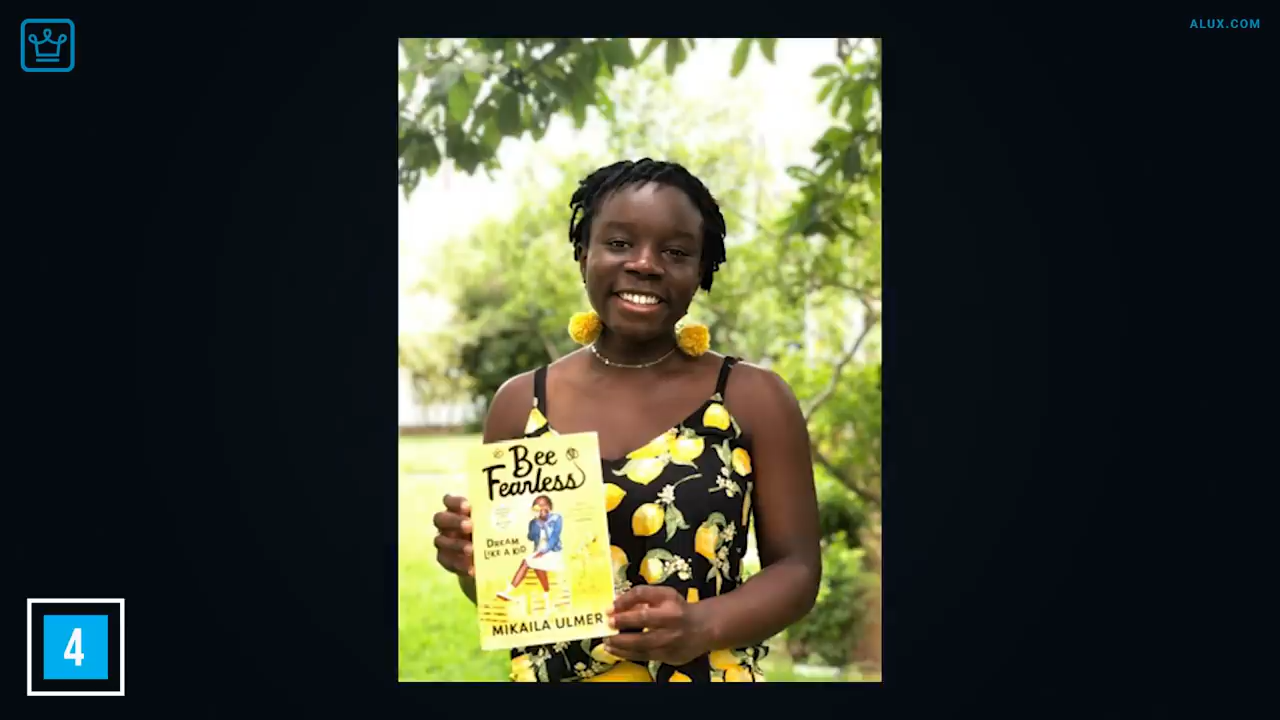 ALUX.COM
Bee
Fearless
DREAM
LIKE A KID
MIKAILA ULMER
4